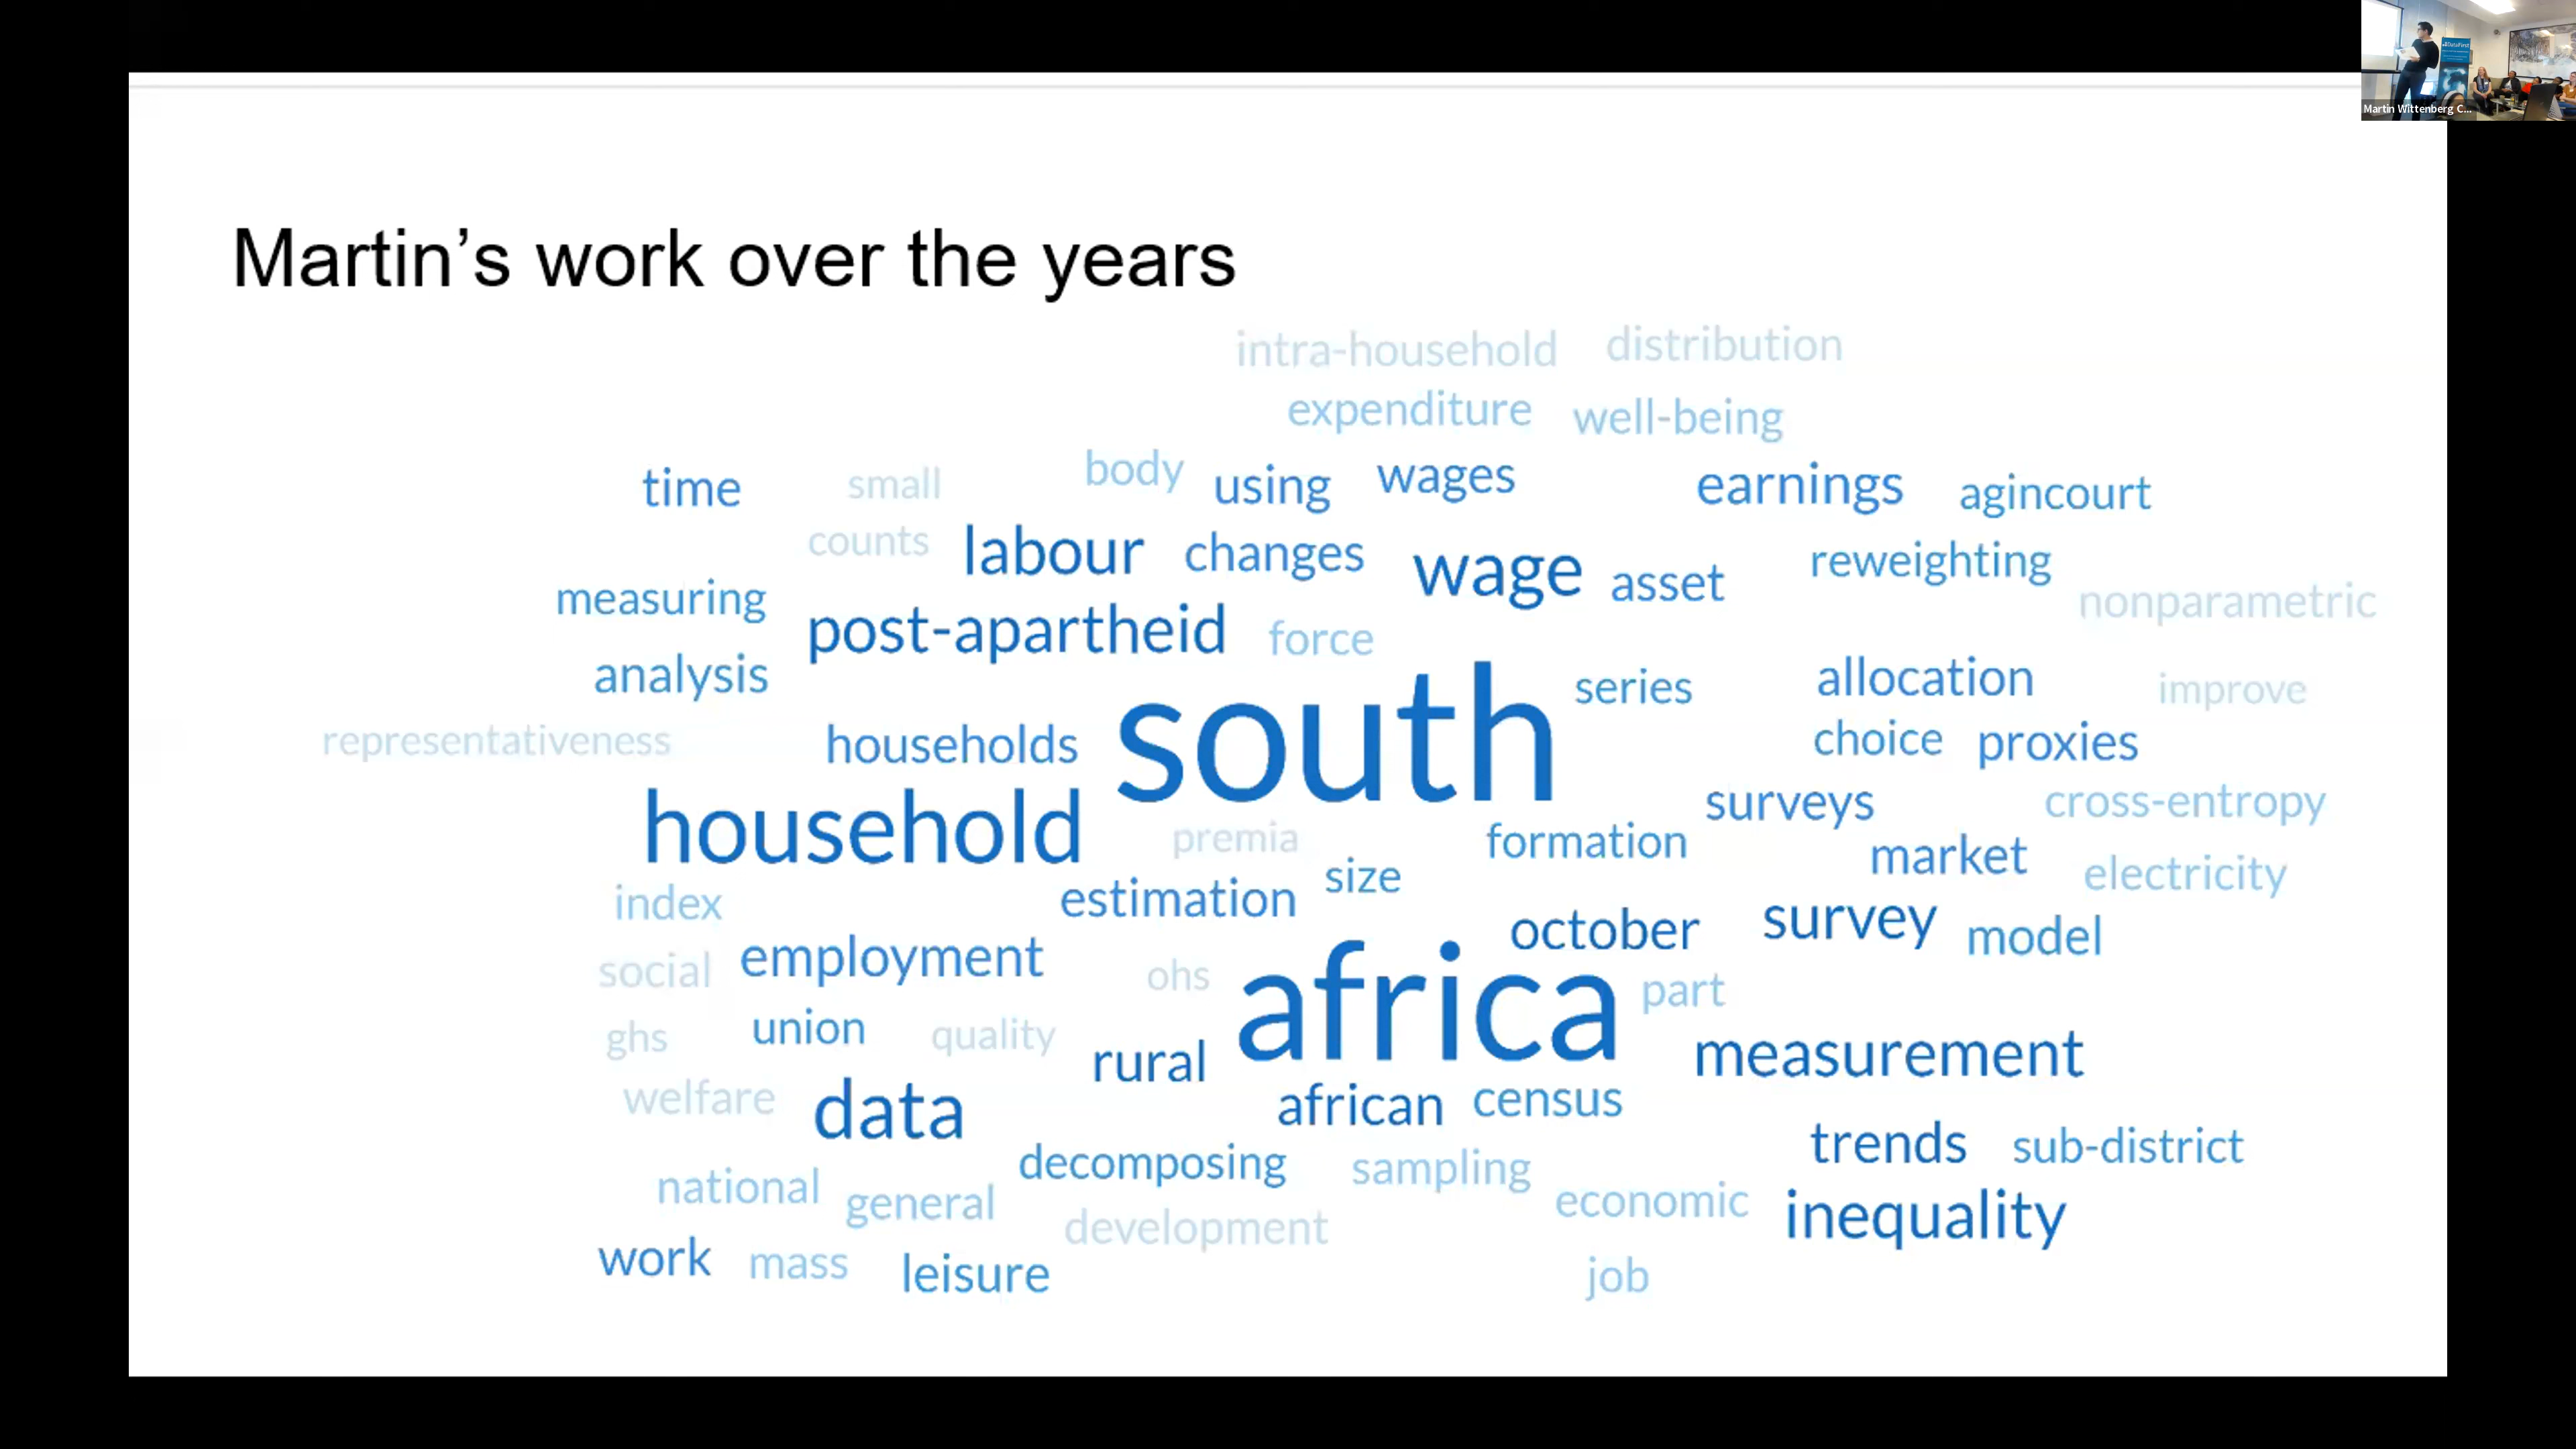 DataFirst
Martin Wittenberg C...
Martin's work over the years
intra-household distribution
expenditure well-being
time small body using wages earnings agincourt
counts labour changes wage asset reweighting
measuring post-apartheid force nonparametric
analysis series allocation improve
representativeness households south choice proxies
household premia formation surveys cross-entropy
index estimation size market electricity
social employment ohs africa october survey model
ghs union quality rural part measurement
welfare data african census
national general decomposing sampling economic trends sub-district
development inequality
work mass leisure job